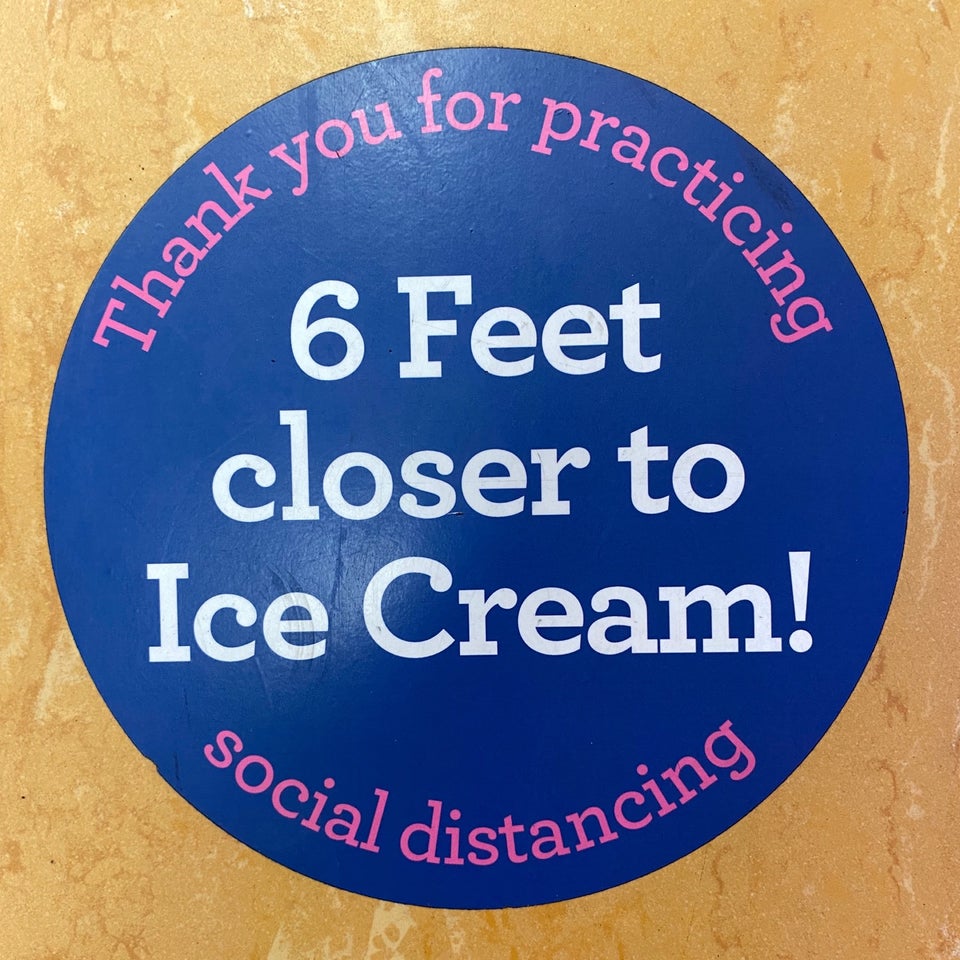 Thank you for practicing
6 Feet
closer to
Ice Cream!
social distancing